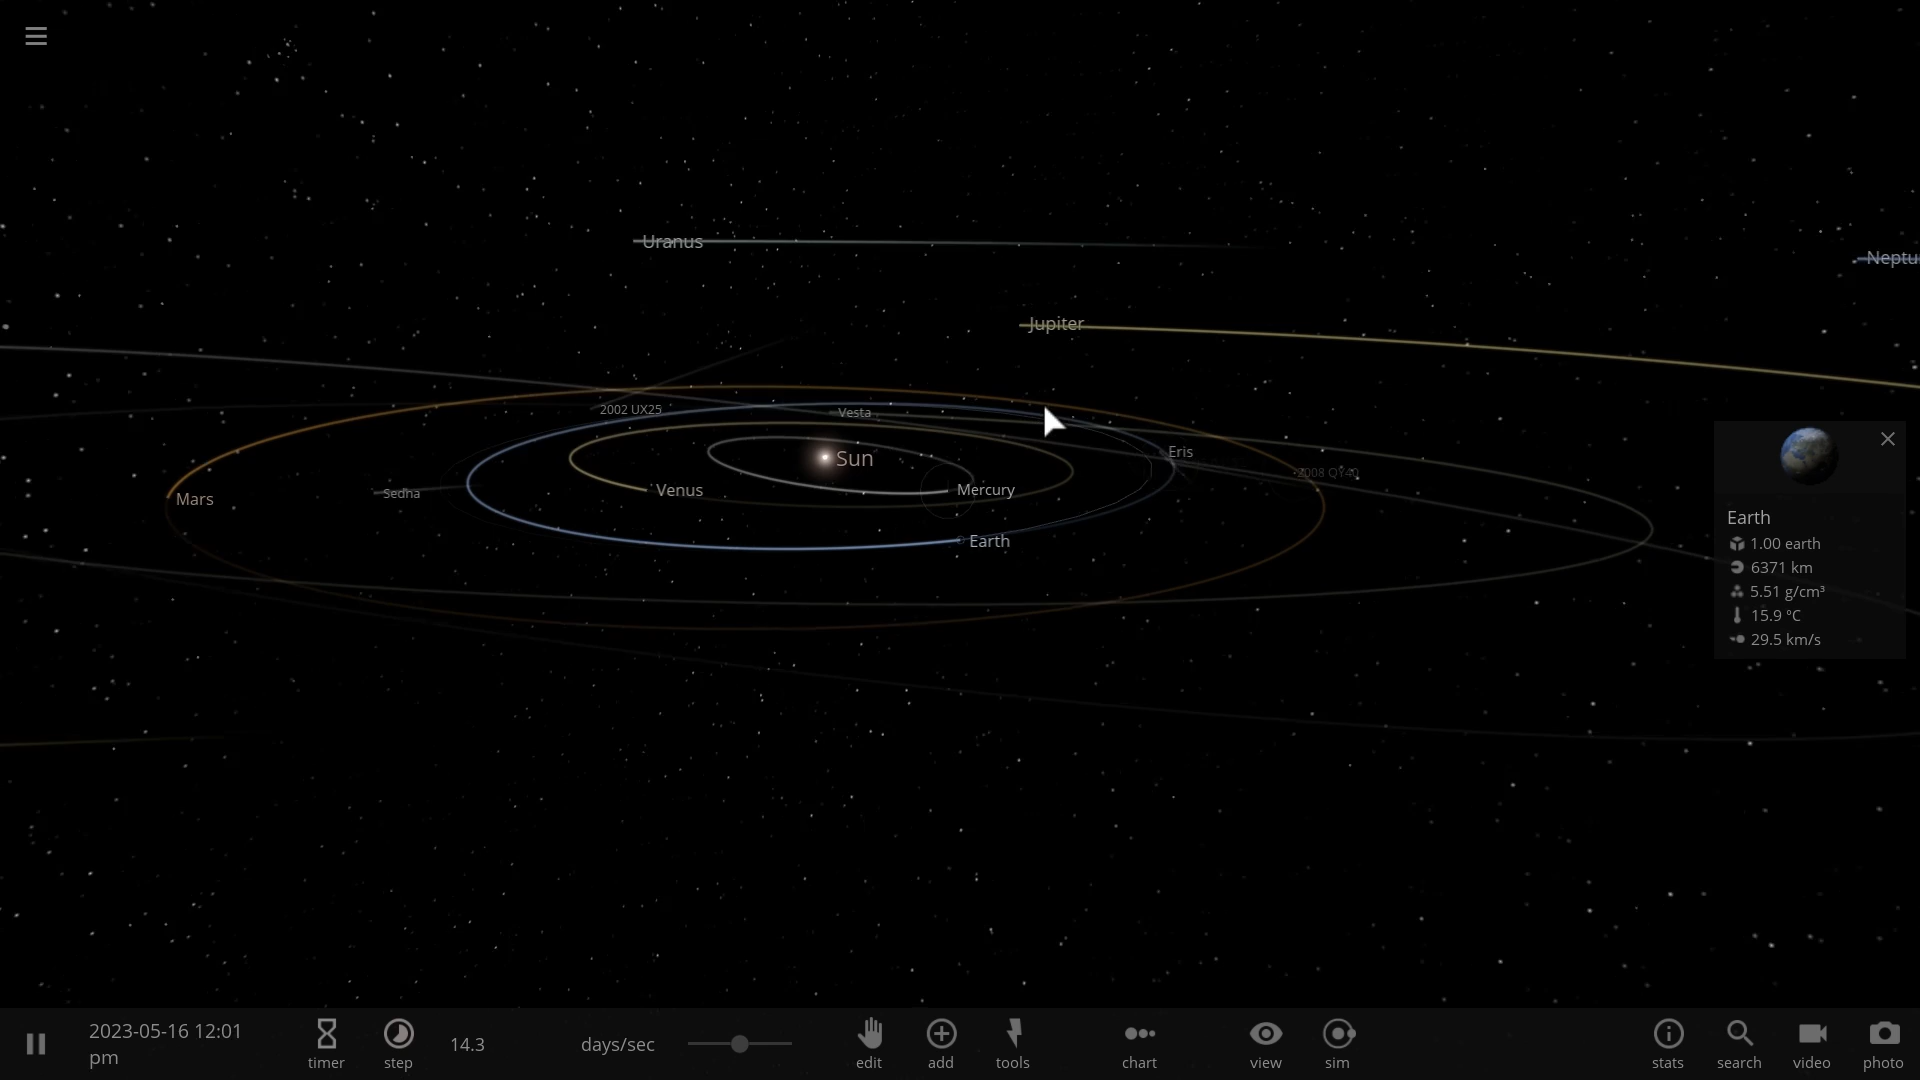 Uranus
Neptu
Jupiter
2002 UX25
Vesta
Eris
Sun
2008 QY40
Mars
Sedna
Venus
Mercury
Earth
Earth
1.00 earth
6371 km
5.51 g/cm³
15.9 °C
29.5 km/s
2023-05-16 12:01
pm
timer
step
14.3
days/sec
edit
add
tools
chart
view
sim
stats
search
video
photo